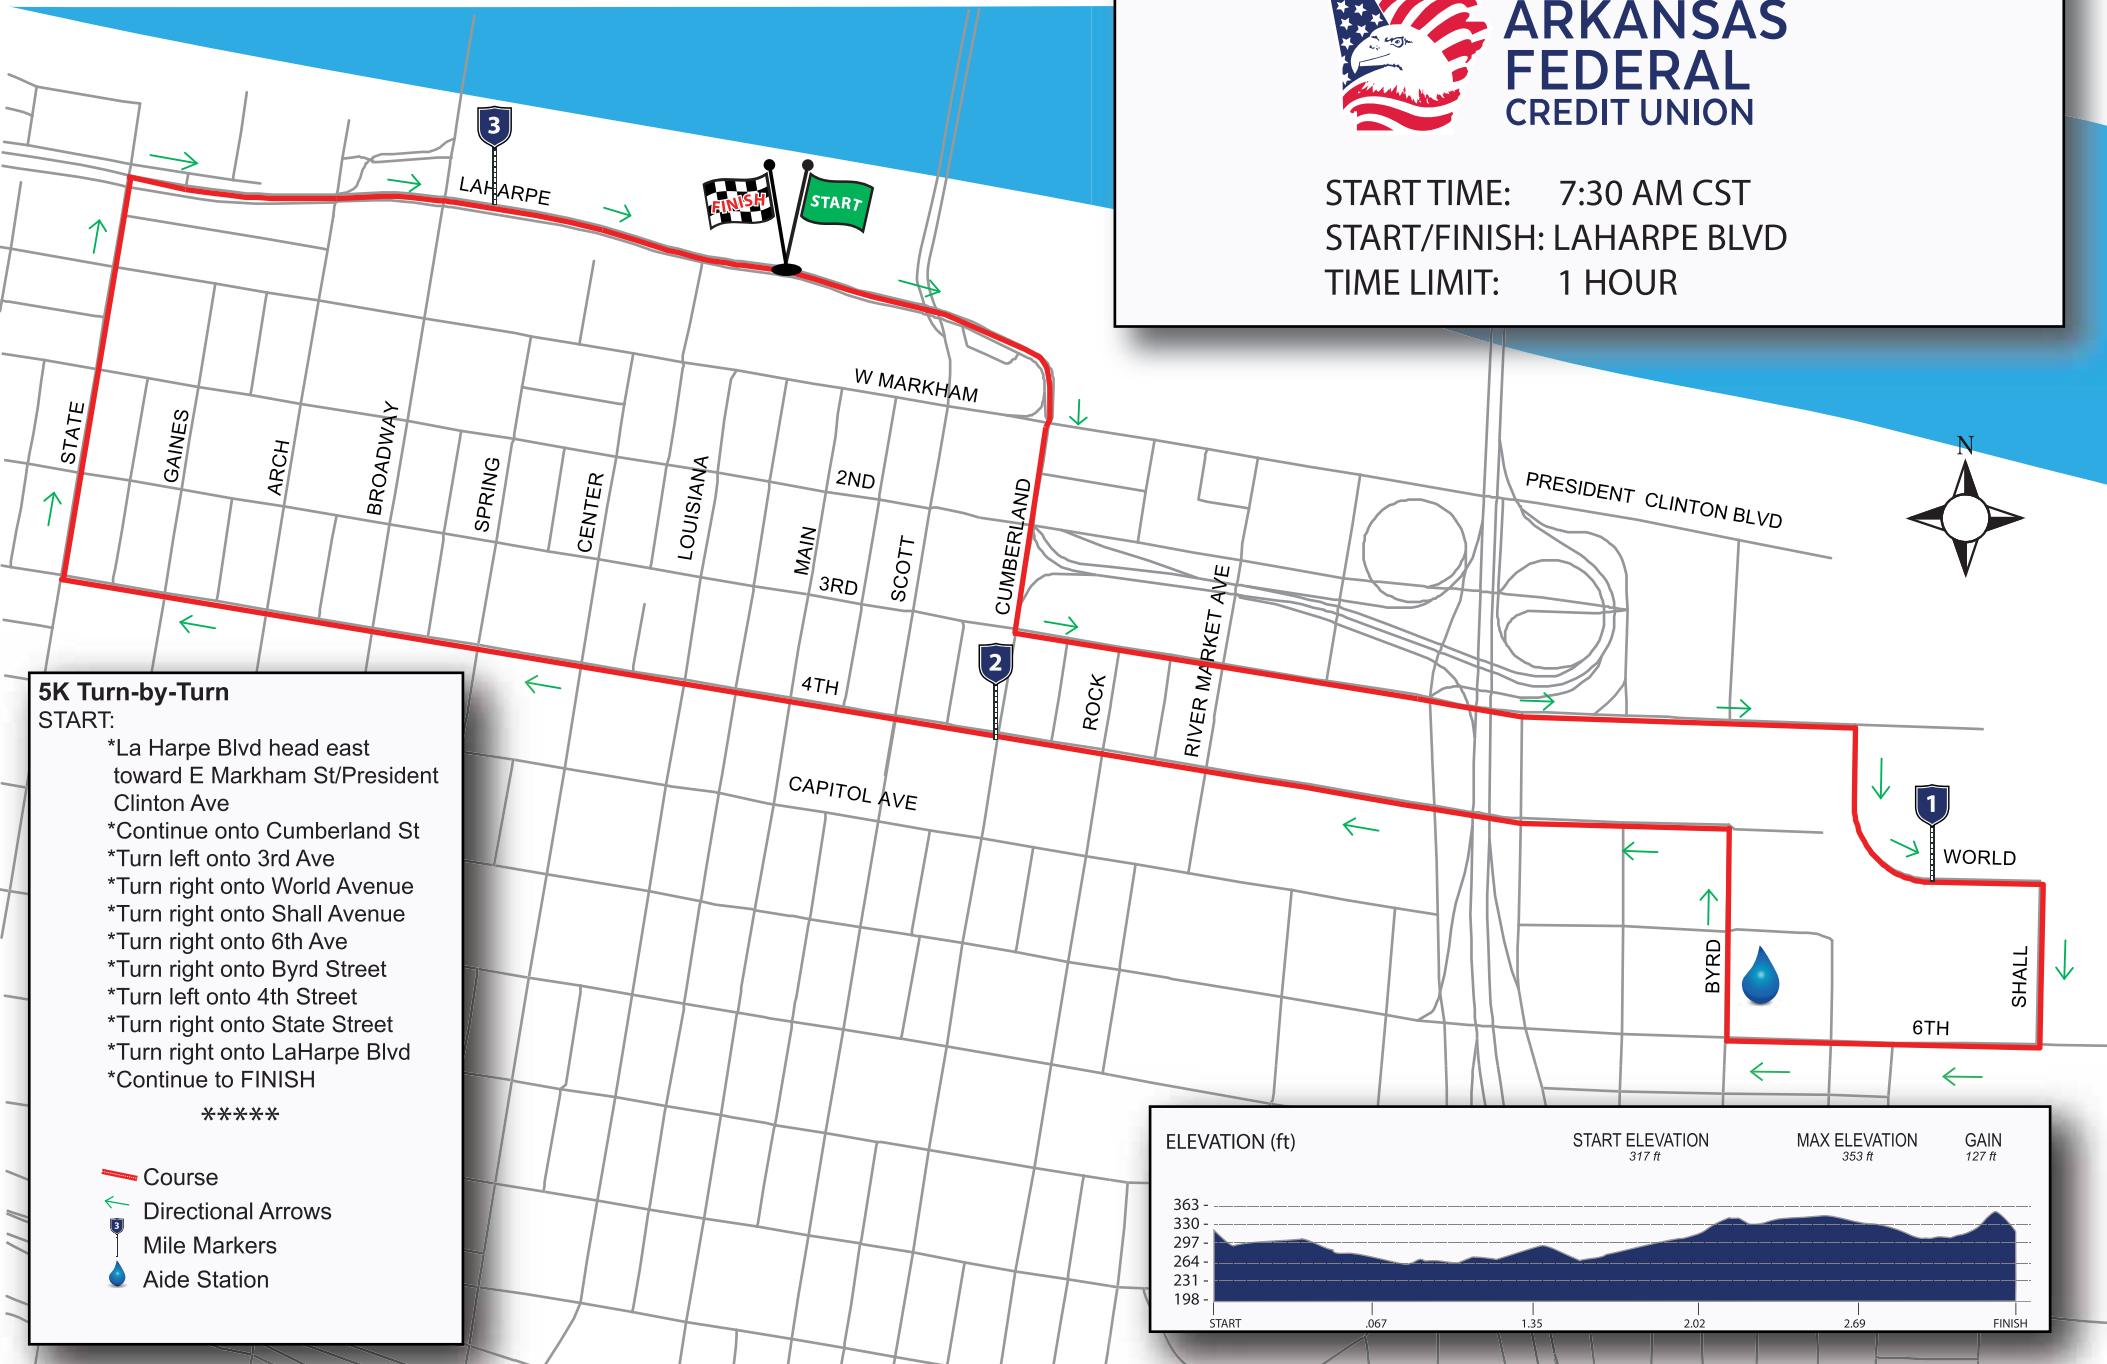 ARKANSAS
FEDERAL
CREDIT UNION
START TIME: 7:30 AM CST
START/FINISH: LAHARPE BLVD
TIME LIMIT: 1 HOUR
3
LAHARPE
FINISH
START
W MARKHAM
N
PRESIDENT CLINTON BLVD
STATE
GAINES
ARCH
BROADWAY
SPRING
CENTER
LOUISIANA
MAIN
2ND
3RD
SCOTT
CUMBERLAND
2
ROCK
RIVER MARKET AVE
4TH
CAPITOL AVE
1
WORLD
BYRD
SHALL
6TH
5K Turn-by-Turn
START:
*La Harpe Blvd head east
toward E Markham St/President
Clinton Ave
*Continue onto Cumberland St
*Turn left onto 3rd Ave
*Turn right onto World Avenue
*Turn right onto Shall Avenue
*Turn right onto 6th Ave
*Turn right onto Byrd Street
*Turn left onto 4th Street
*Turn right onto State Street
*Turn right onto LaHarpe Blvd
*Continue to FINISH
*****
Course
Directional Arrows
3
Mile Markers
Aide Station
ELEVATION (ft)
START ELEVATION
317 ft
MAX ELEVATION
353 ft
GAIN
127 ft
363 -
330 -
297 -
264 -
231 -
198 -
START .067 1.35 2.02 2.69 FINISH